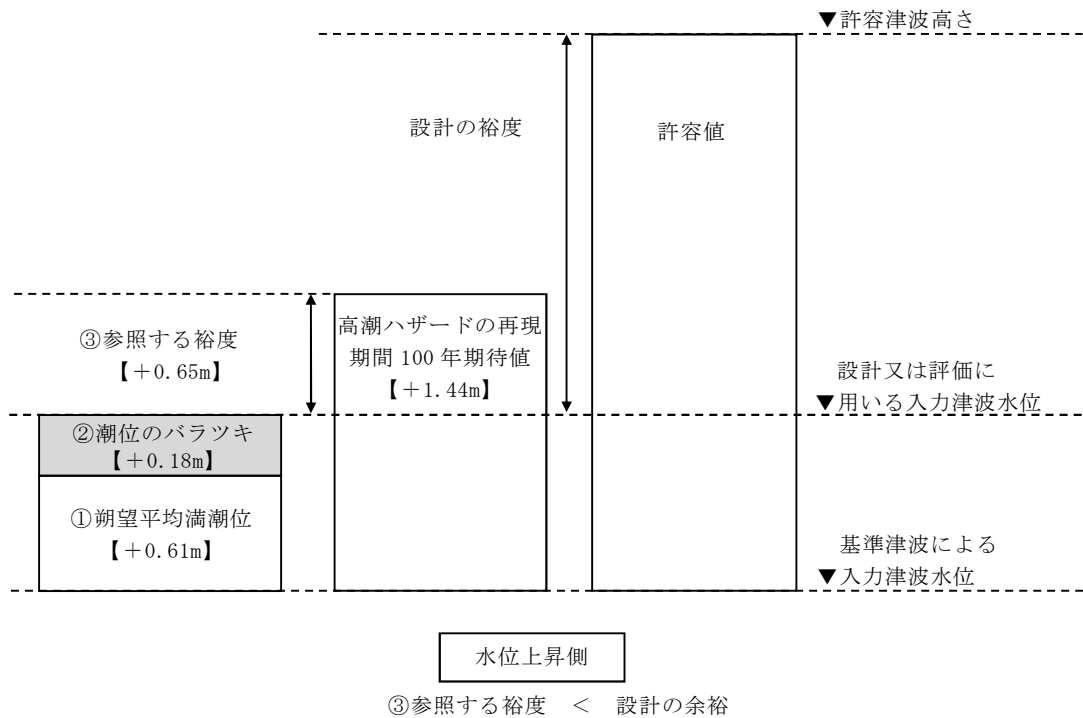 ▼許容津波高さ
設計の裕度
許容値
③参照する裕度
【+0.65m】
高潮ハザードの再現
期間 100 年期待値
【+1.44m】
設計又は評価に
▼用いる入力津波水位
②潮位のバラツキ
【+0.18m】
①朔望平均満潮位
【+0.61m】
基準津波による
▼入力津波水位
水位上昇側
③参照する裕度 < 設計の余裕